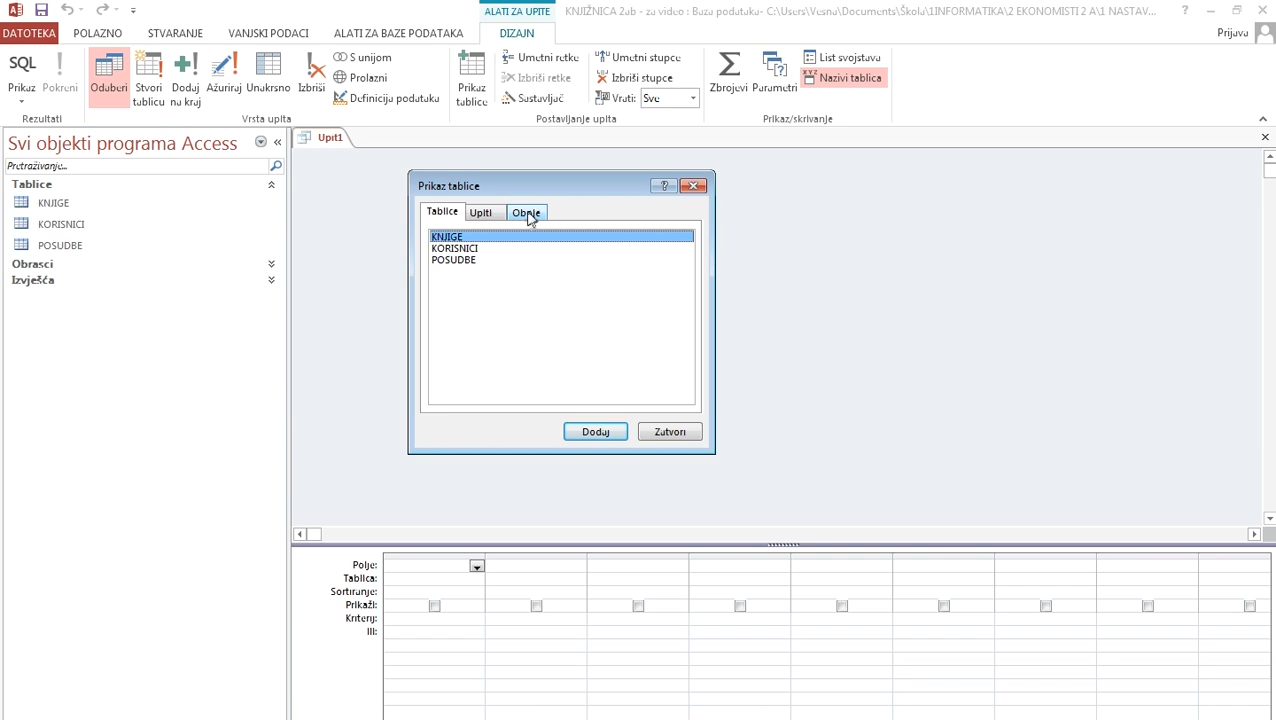 ALATI ZA UPITE
KNJIŽNICA 2ab - za video : Baza podataka- C:\Users\Vesna\Documents\Škola\1INFORMATIKA\2 EKONOMISTI 2 A\1 NASTAV...
DATOTEKA
POLAZNO
STVARANJE
VANJSKI PODACI
ALATI ZA BAZE PODATAKA
DIZAJN
Prijava
SQL
Prikaz
Pokreni
Odaberi
Stvori tablicu
Dodaj na kraj
Ažuriraj
Unakrsno
Izbriši
S unijom
Prolazni
Definicija podataka
Prikaz tablice
Umetni retke
Izbriši retke
Sastavljač
Umetni stupce
Izbriši stupce
Vrati: Sve
Zbrojevi
Parametri
List svojstava
Nazivi tablica
Rezultati
Vrsta upita
Postavljanje upita
Prikaz/skrivanje
Svi objekti programa Access
Pretraživanje...
Tablice
KNJIGE
KORISNICI
POSUDBE
Obrasci
Izvješća
Upit1
Prikaz tablice
Tablice
Upiti
Oboje
KNJIGE
KORISNICI
POSUDBE
Dodaj
Zatvori
Polje:
Tablica:
Sortiranje:
Prikaži:
Kriterij:
Ili: